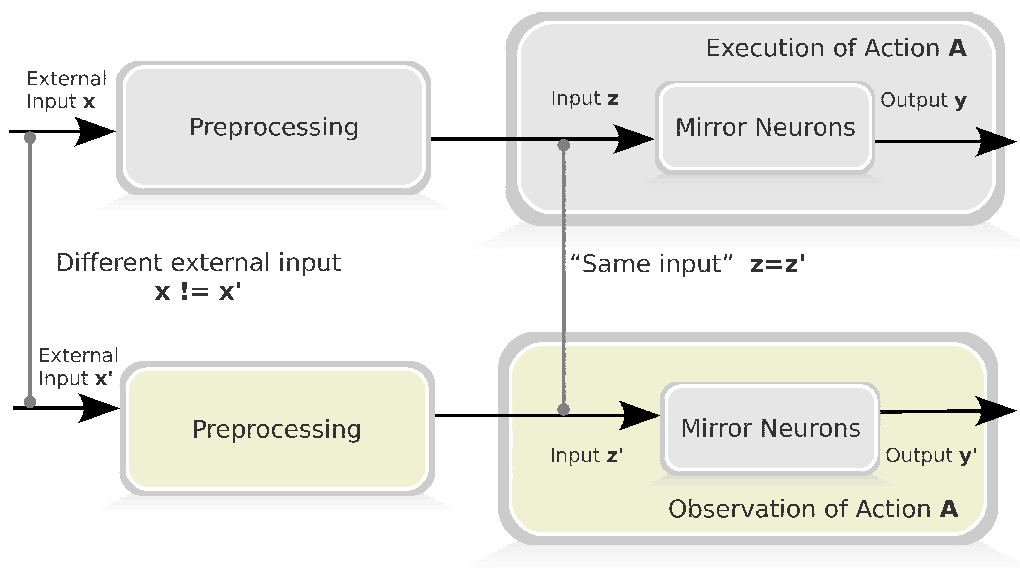 Execution of Action A
External
Input x
Preprocessing
Input z
Mirror Neurons
Output y
Different external input
x != x'
“Same input” z=z'
External
Input x'
Preprocessing
Input z'
Mirror Neurons
Output y'
Observation of Action A